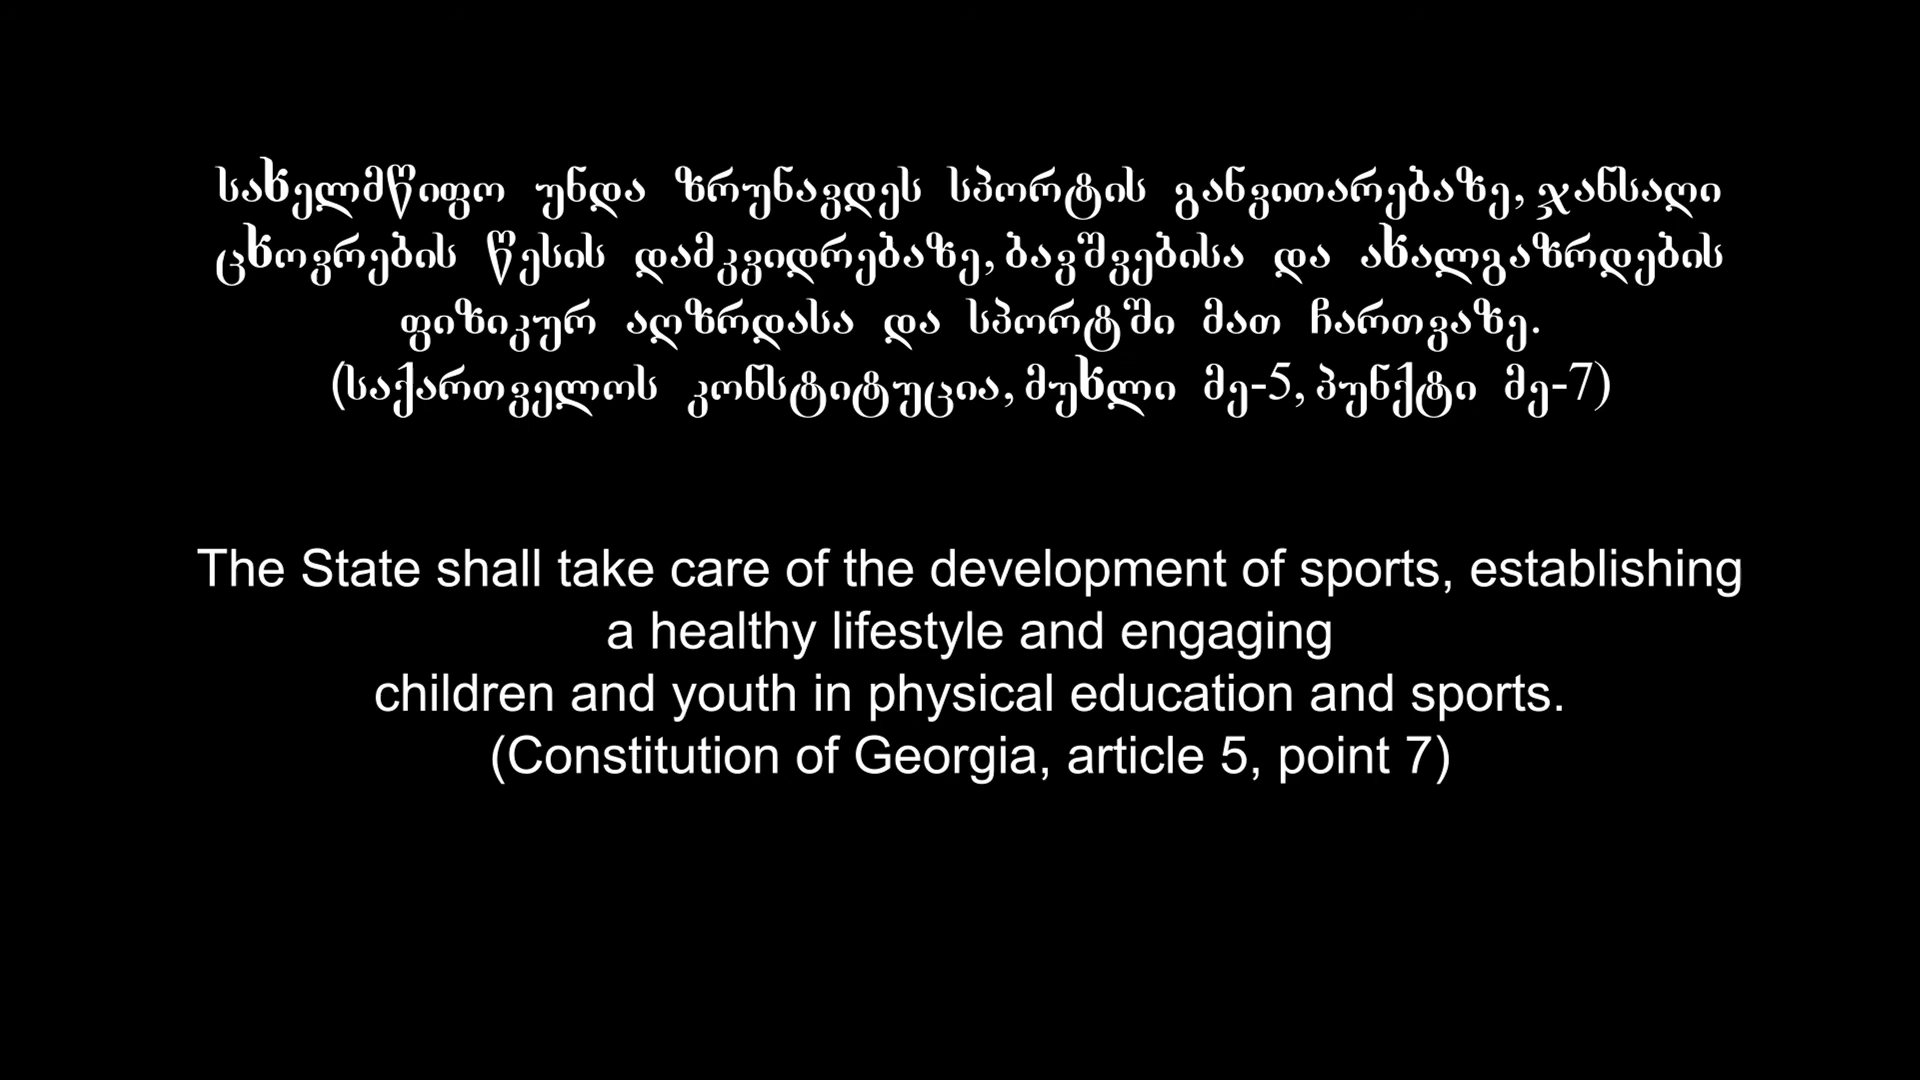 სახელმწიფო უნდა ზრუნავდეს სპორტის განვითარებაზე, ჯანსაღი
ცხოვრების წესის დამკვიდრებაზე, ბავშვებისა და ახალგაზრდების
ფიზიკურ აღზრდასა და სპორტში მათ ჩართვაზე.
(საქართველოს კონსტიტუცია, მუხლი მე-5, პუნქტი მე-7)
The State shall take care of the development of sports, establishing
a healthy lifestyle and engaging
children and youth in physical education and sports.
(Constitution of Georgia, article 5, point 7)